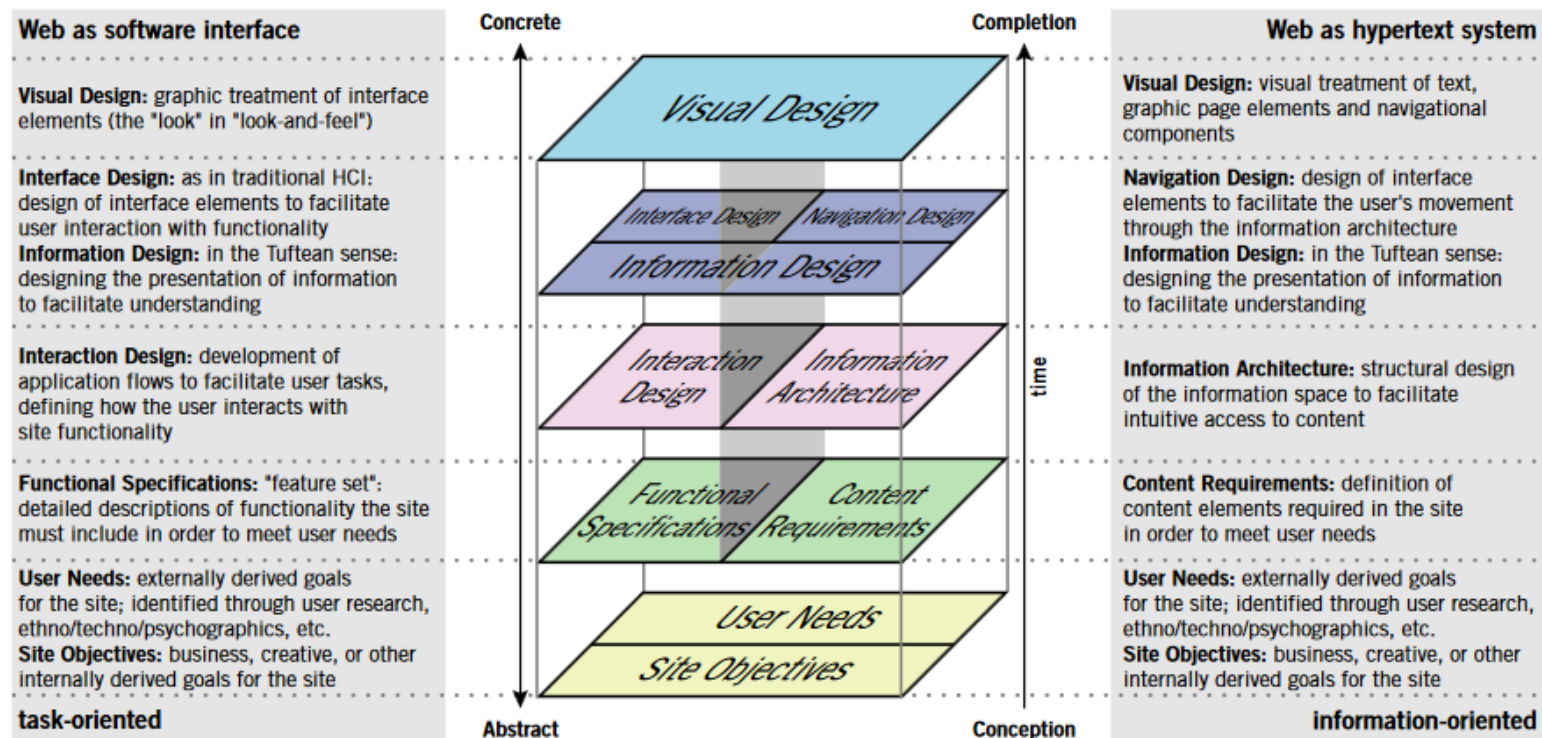 Web as software interface
Visual Design: graphic treatment of interface
elements (the "look" in "look-and-feel")
Interface Design: as in traditional HCI:
design of interface elements to facilitate
user interaction with functionality
Information Design: in the Tuftean sense:
designing the presentation of information
to facilitate understanding
Interaction Design: development of
application flows to facilitate user tasks,
defining how the user interacts with
site functionality
Functional Specifications: "feature set":
detailed descriptions of functionality the site
must include in order to meet user needs
User Needs: externally derived goals
for the site; identified through user research,
ethno/techno/psychographics, etc.
Site Objectives: business, creative, or other
internally derived goals for the site
task-oriented
Concrete
Completion
Visual Design
Interface Design
Navigation Design
Information Design
Interaction
Design
Information
Architecture
Functional
Specifications
Content
Requirements
User Needs
Site Objectives
time
Abstract
Conception
Web as hypertext system
Visual Design: visual treatment of text,
graphic page elements and navigational
components
Navigation Design: design of interface
elements to facilitate the user's movement
through the information architecture
Information Design: in the Tuftean sense:
designing the presentation of information
to facilitate understanding
Information Architecture: structural design
of the information space to facilitate
intuitive access to content
Content Requirements: definition of
content elements required in the site
in order to meet user needs
User Needs: externally derived goals
for the site; identified through user research,
ethno/techno/psychographics, etc.
Site Objectives: business, creative, or other
internally derived goals for the site
information-oriented